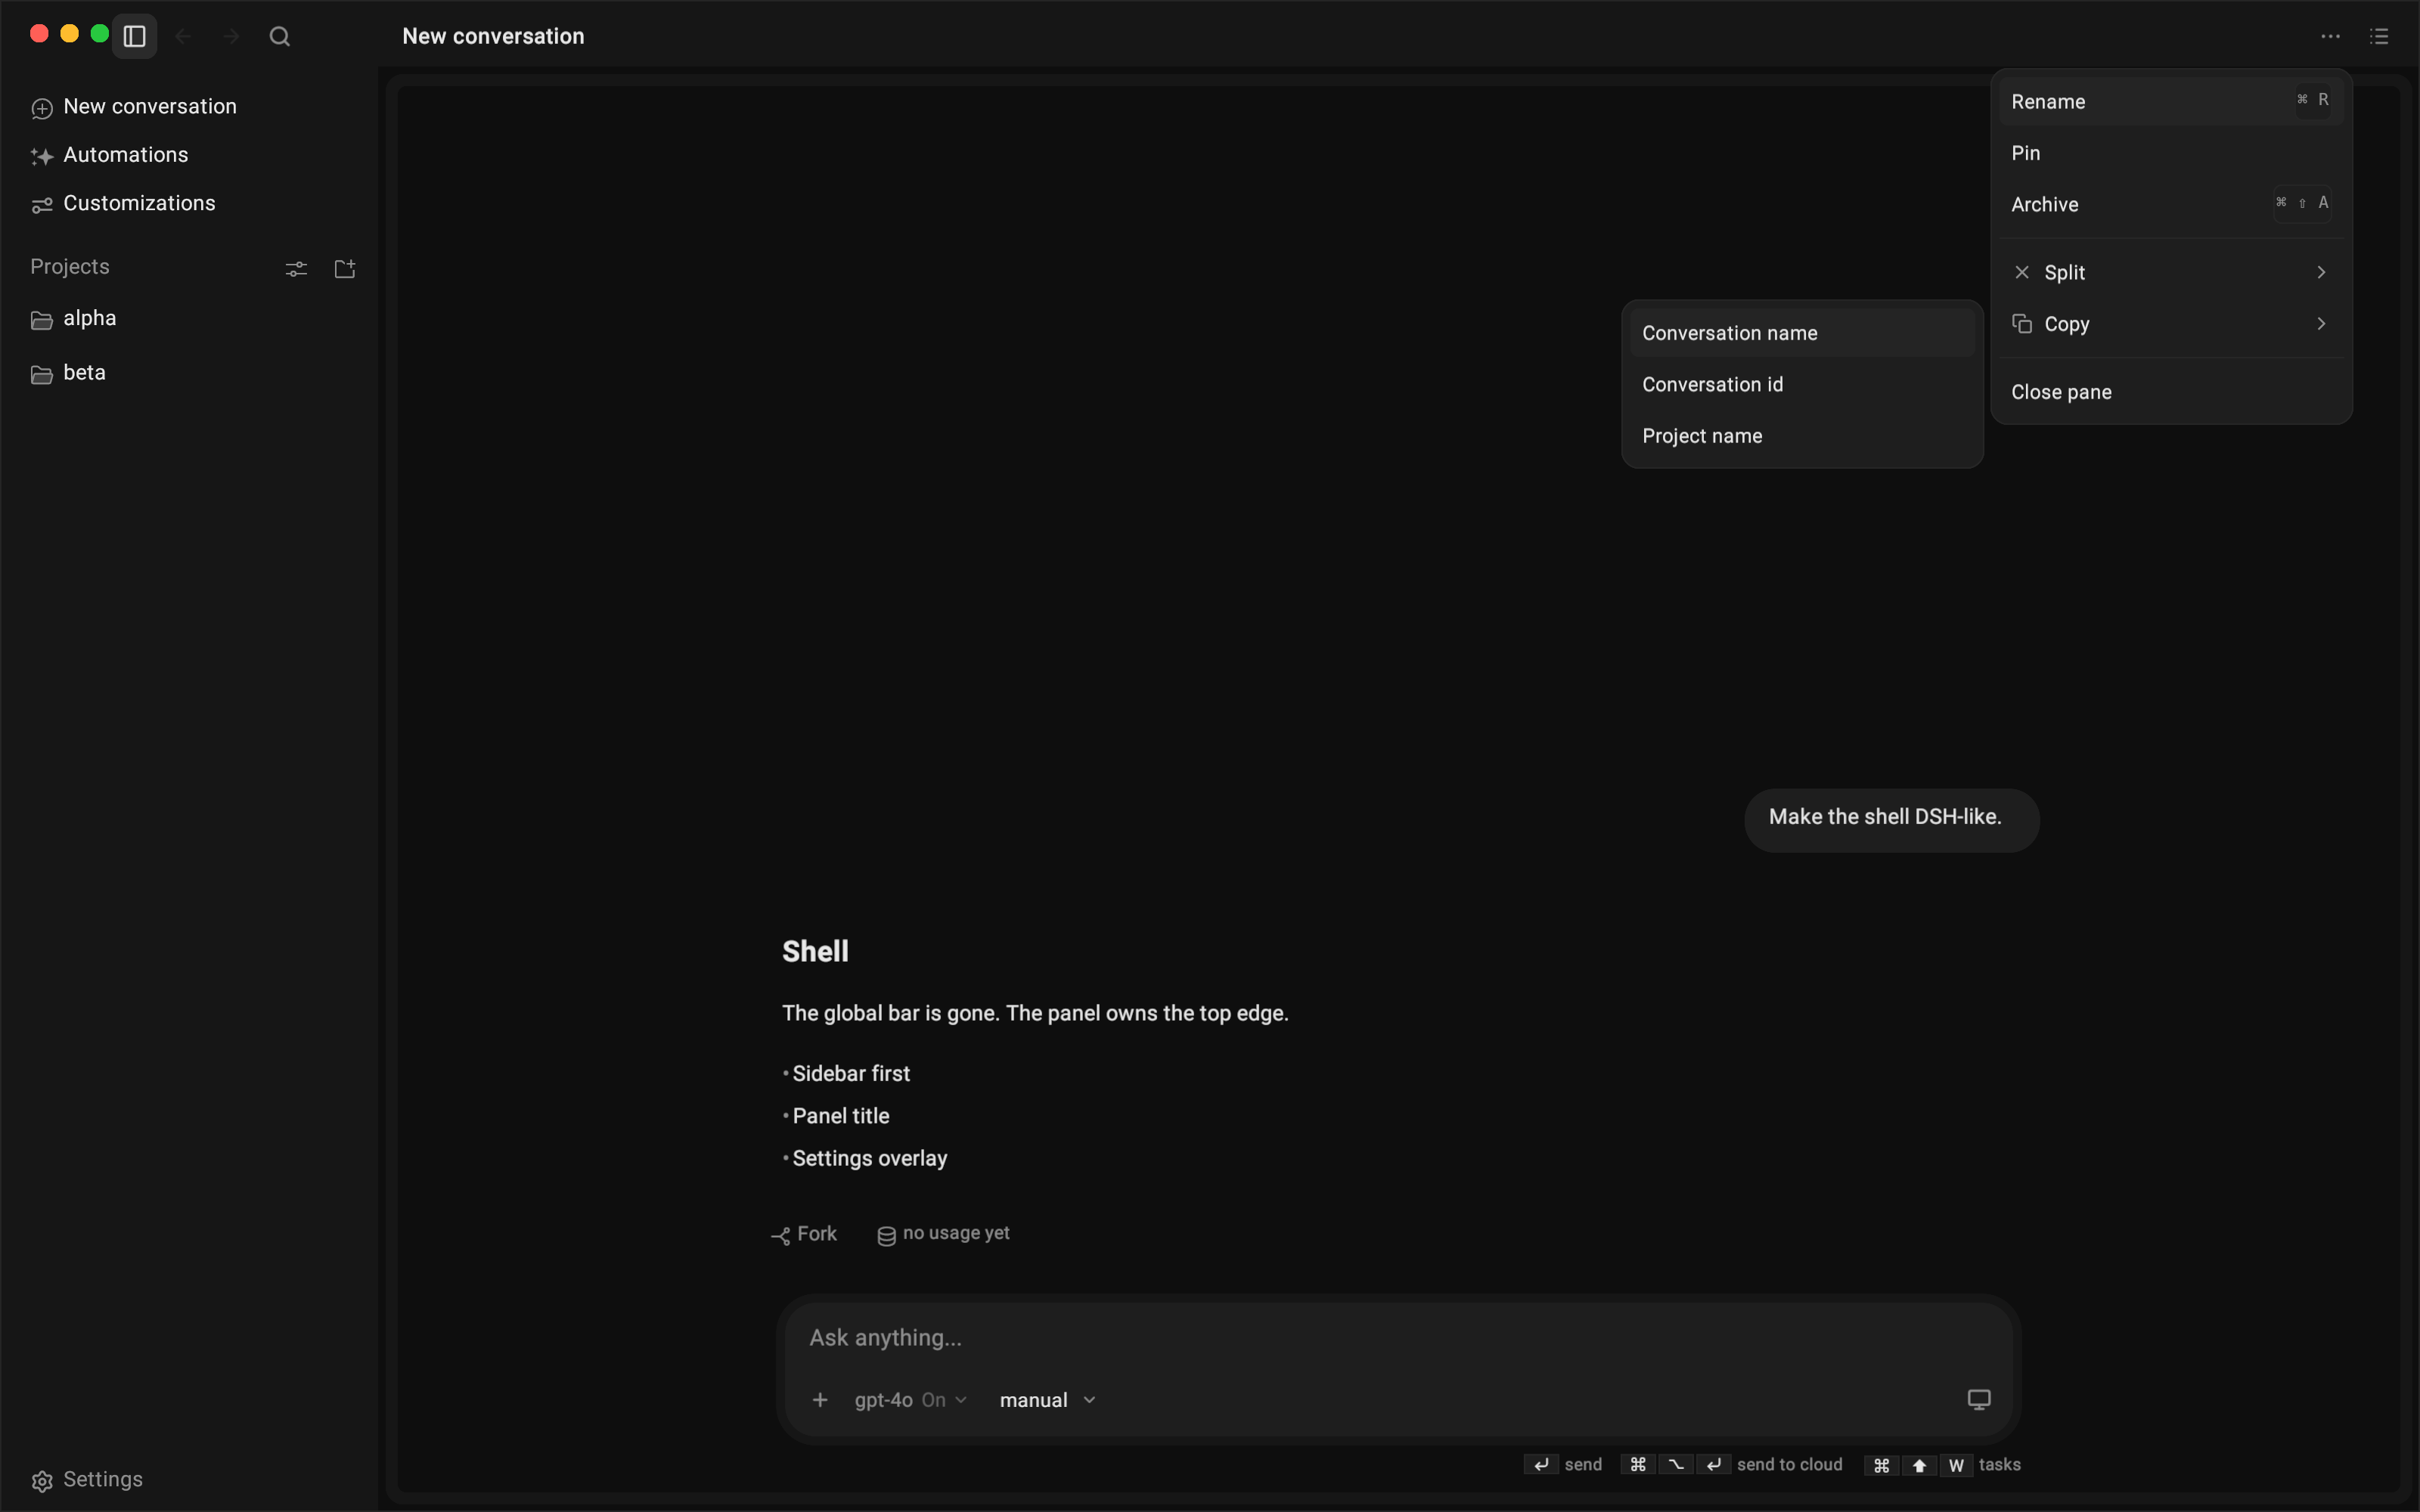 New conversation
New conversation
Automations
Customizations
Projects
alpha
beta
Settings
Rename ⌘ R
Pin
Archive ⌘ ⇧ A
Split
Copy
Close pane
Conversation name
Conversation id
Project name
Make the shell DSH-like.
Shell
The global bar is gone. The panel owns the top edge.
• Sidebar first
• Panel title
• Settings overlay
Fork no usage yet
Ask anything...
+ gpt-4o On manual
↵ send ⌘ ⌥ ↵ send to cloud ⌘ ⬆ W tasks